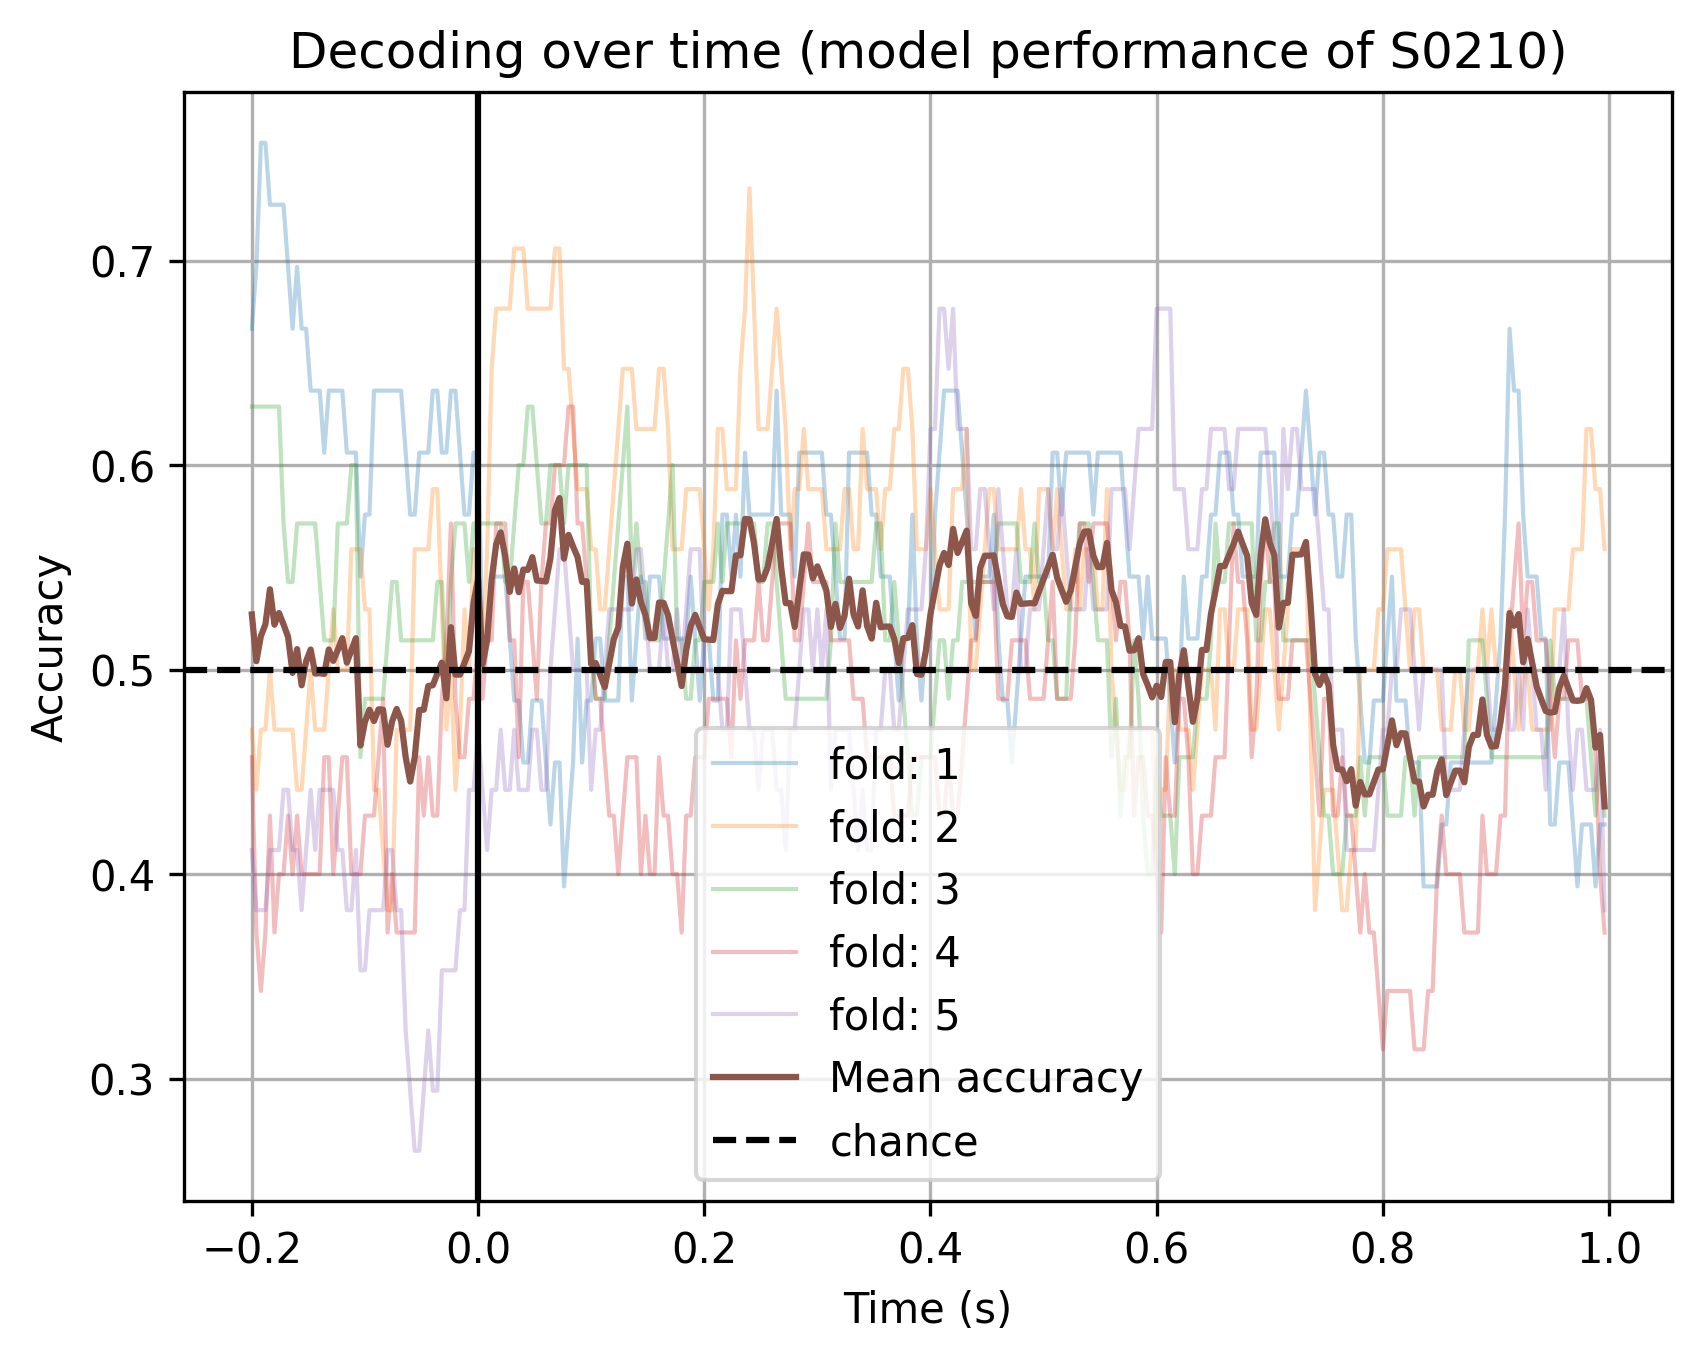 Decoding over time (model performance of S0210)
Accuracy
0.7
0.6
0.5
0.4
0.3
fold: 1
fold: 2
fold: 3
fold: 4
fold: 5
Mean accuracy
chance
−0.2 0.0 0.2 0.4 0.6 0.8 1.0
Time (s)